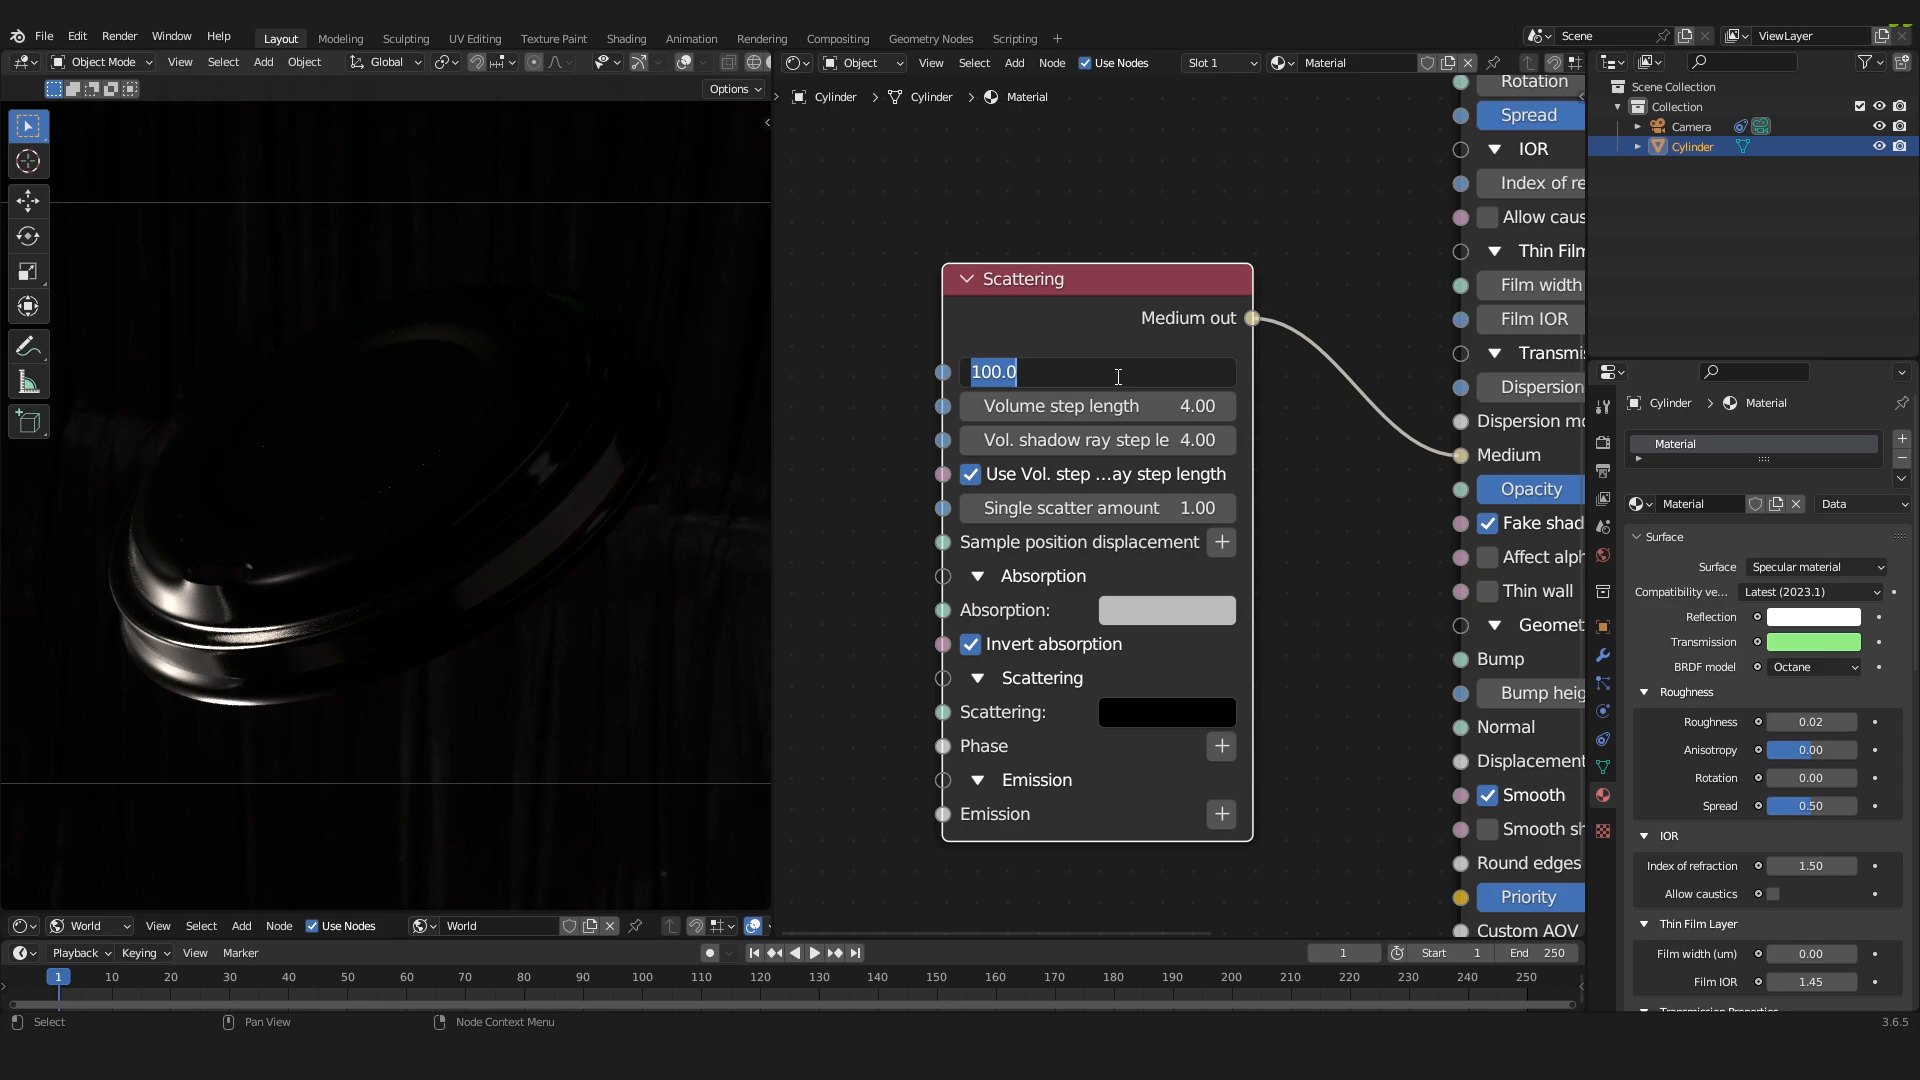 File Edit Render Window Help Layout Modeling Sculpting UV Editing Texture Paint Shading Animation Rendering Compositing Geometry Nodes Scripting + Scene ViewLayer
Object Mode View Select Add Object Global Object View Select Add Node Use Nodes Slot 1 Material
Options
Cylinder > Cylinder > Material
Scene Collection
Collection
Camera
Cylinder
Scattering
Medium out
100.0
Volume step length 4.00
Vol. shadow ray step le 4.00
Use Vol. step ...ay step length
Single scatter amount 1.00
Sample position displacement +
Absorption
Absorption:
Invert absorption
Scattering
Scattering:
Phase +
Emission
Emission +
Rotation
Spread
IOR
Index of re
Allow caus
Thin Film
Film width
Film IOR
Transmi
Dispersion
Dispersion mo
Medium
Opacity
Fake shad
Affect alph
Thin wall
Geomet
Bump
Bump heig
Normal
Displacement
Smooth
Smooth sh
Round edges
Priority
Custom AOV
Cylinder > Material
Material
Material Data
Surface
Surface Specular material
Compatibility ve... Latest (2023.1)
Reflection
Transmission
BRDF model Octane
Roughness
Roughness 0.02
Anisotropy 0.00
Rotation 0.00
Spread 0.50
IOR
Index of refraction 1.50
Allow caustics
Thin Film Layer
Film width (um) 0.00
Film IOR 1.45
World View Select Add Node Use Nodes World
Playback Keying View Marker 1 Start 1 End 250
1 10 20 30 40 50 60 70 80 90 100 110 120 130 140 150 160 170 180 190 200 210 220 230 240 250
Select Pan View Node Context Menu 3.6.5